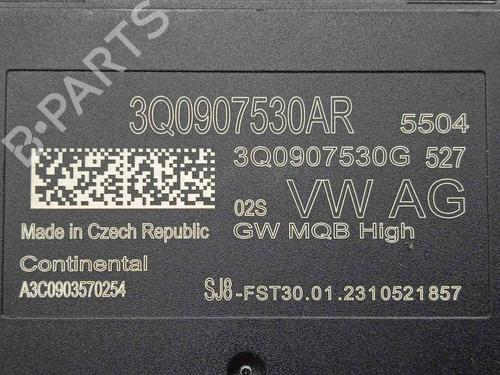 B-PARTS
3Q0907530AR 5504
3Q0907530G 527
02S VW AG
Made in Czech Republic GW MQB High
Continental
A3C0903570254 SJ8-FST30.01.2310521857